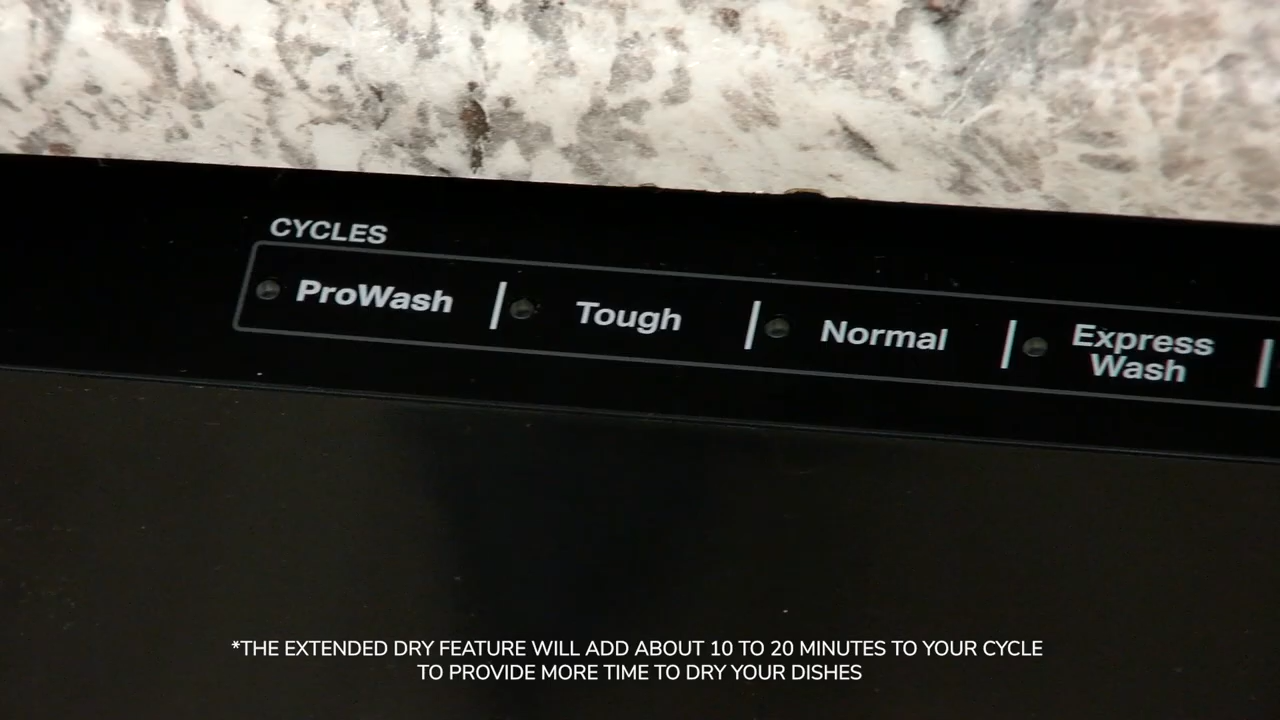 CYCLES
ProWash
Tough
Normal
Express
Wash
*THE EXTENDED DRY FEATURE WILL ADD ABOUT 10 TO 20 MINUTES TO YOUR CYCLE
TO PROVIDE MORE TIME TO DRY YOUR DISHES